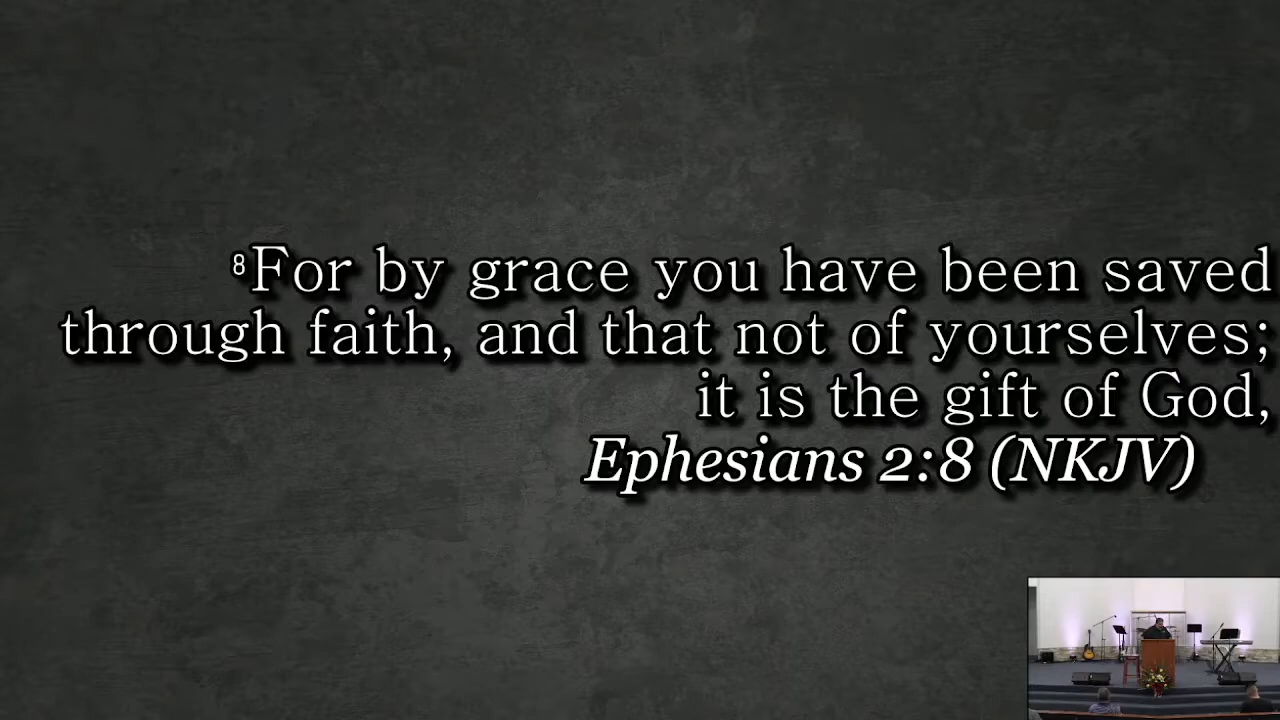 ⁸For by grace you have been saved
through faith, and that not of yourselves;
it is the gift of God,
Ephesians 2:8 (NKJV)